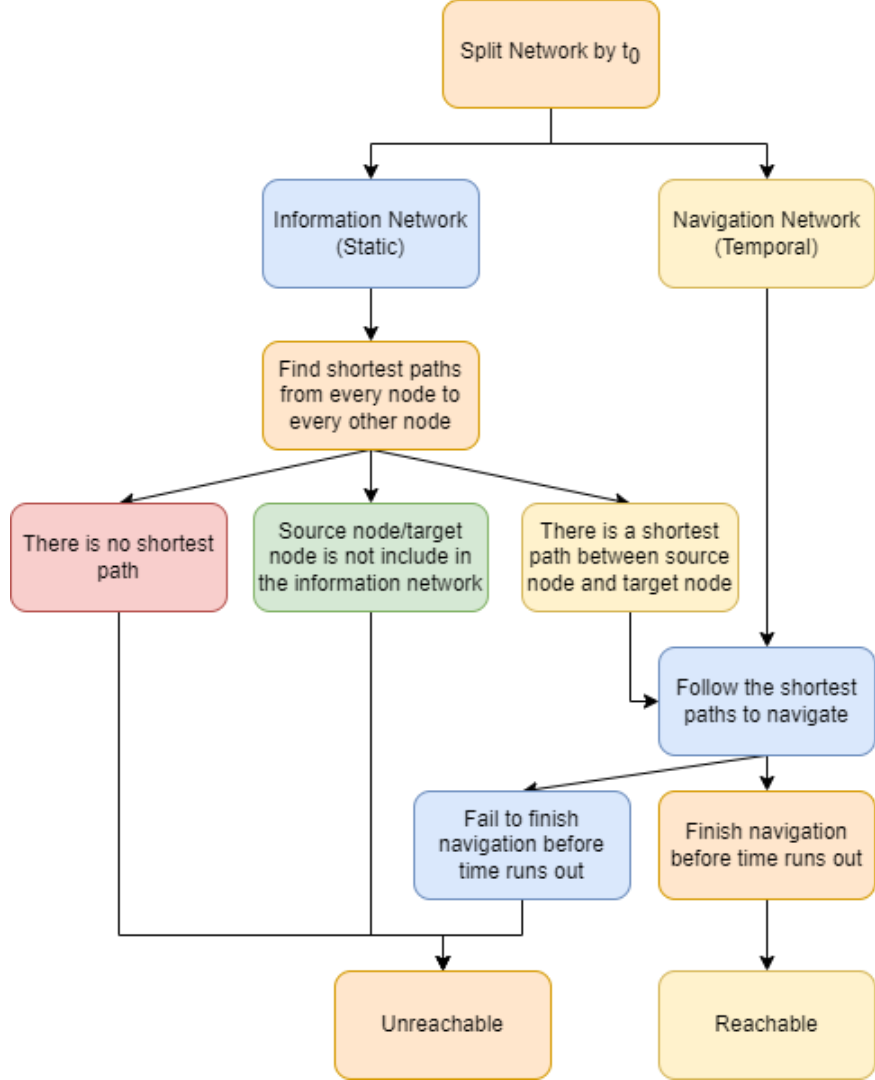 Split Network by t0
Information Network
(Static)
Navigation Network
(Temporal)
Find shortest paths
from every node to
every other node
There is no shortest
path
Source node/target
node is not include in
the information network
There is a shortest
path between source
node and target node
Follow the shortest
paths to navigate
Fail to finish
navigation before
time runs out
Finish navigation
before time runs out
Unreachable
Reachable